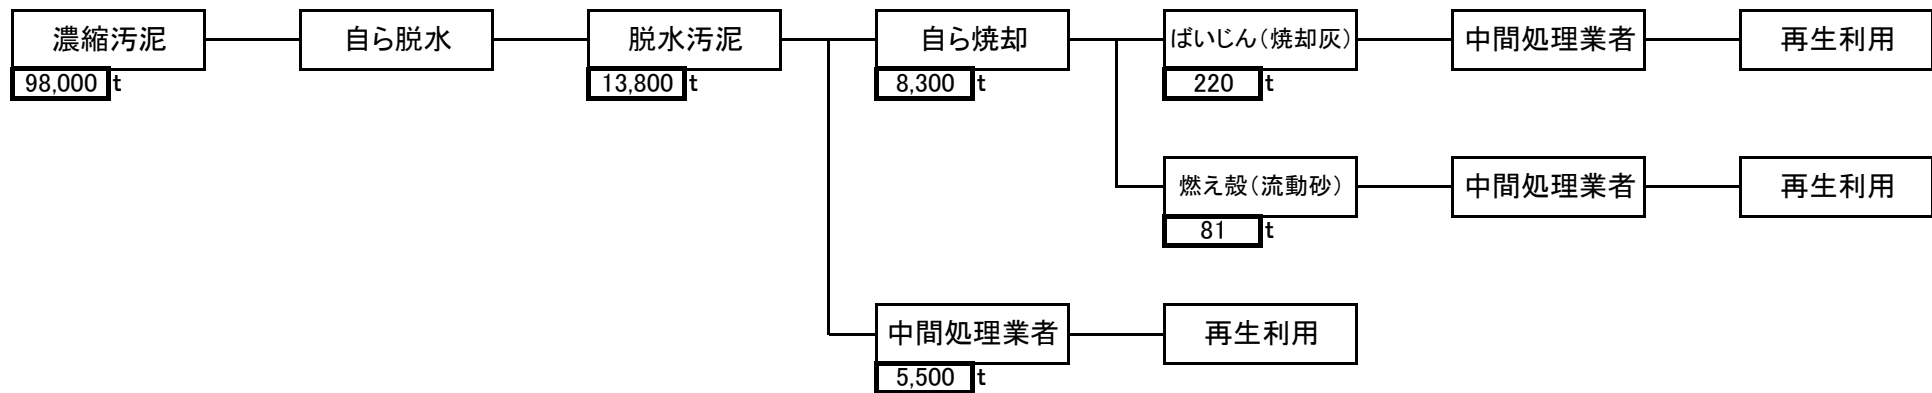 濃縮汚泥
自ら脱水
脱水汚泥
自ら焼却
ばいじん(焼却灰)
中間処理業者
再生利用
98,000 t
13,800 t
8,300 t
220 t
燃え殻(流動砂)
中間処理業者
再生利用
81 t
中間処理業者
再生利用
5,500 t